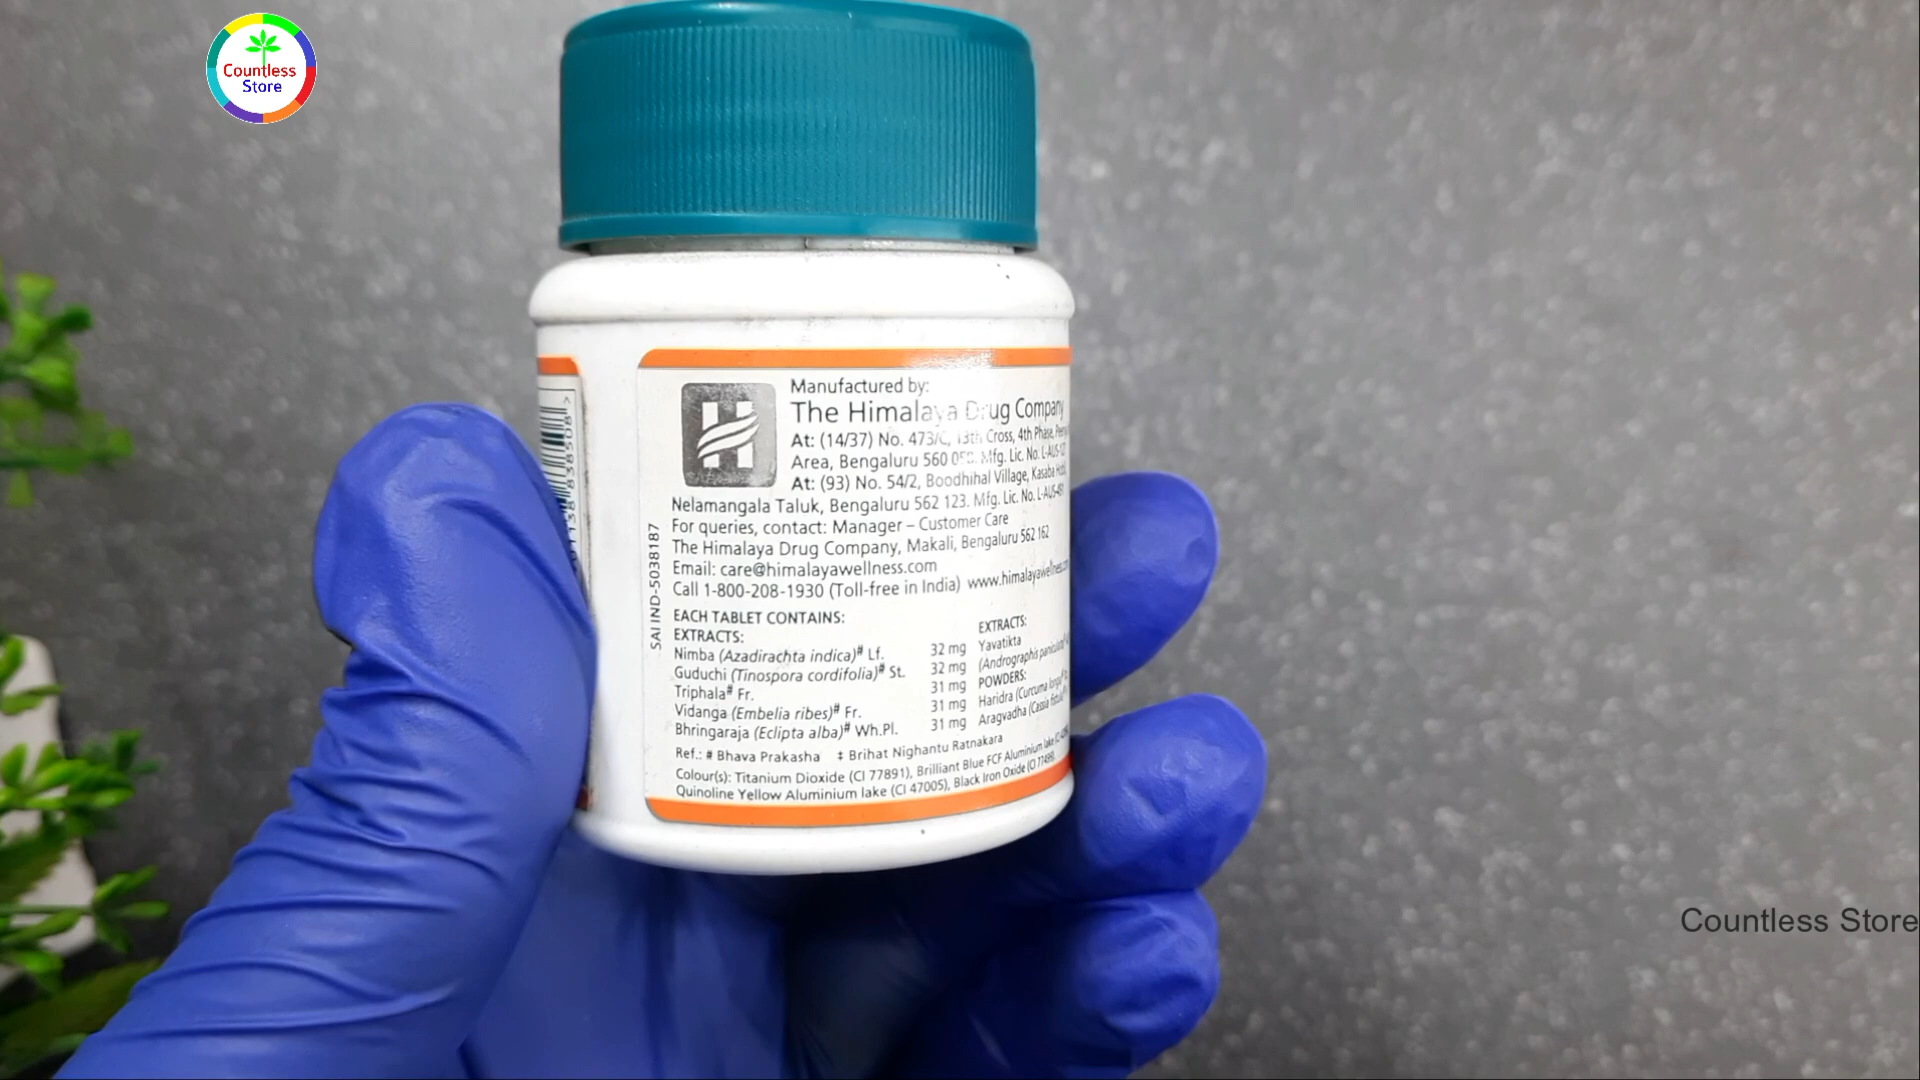 Countless
Store
Manufactured by:
The Himalaya Drug Company
At: (14/37) No. 473/C, 13th Cross, 4th Phase,
Area, Bengaluru 560 Mfg. Lic. No.
At: (93) No. 54/2, Boodhihal Village, Kasaba
Nelamangala Taluk, Bengaluru 562 123. Mfg. Lic. No.
For queries, contact: Manager – Customer Care
The Himalaya Drug Company, Makali, Bengaluru 562 162
Email: care@himalayawellness.com
Call 1-800-208-1930 (Toll-free in India)
SAI IND-5038187
EACH TABLET CONTAINS:
EXTRACTS:
Nimba (Azadirachta indica)# Lf. 32 mg
Guduchi (Tinospora cordifolia)# St. 32 mg
Triphala# Fr. 31 mg
Vidanga (Embelia ribes)# Fr. 31 mg
Bhringaraja (Eclipta alba)# Wh.Pl. 31 mg
EXTRACTS:
Yavatikta
(Andrographis
POWDERS:
Haridra (Curcuma
Aragvadha (Cassia
Ref.: # Bhava Prakasha ‡ Brihat Nighantu Ratnakara
Colour(s): Titanium Dioxide (CI 77891), Brilliant Blue FCF Aluminium lake
Quinoline Yellow Aluminium lake (CI 47005), Black Iron Oxide
Countless Store